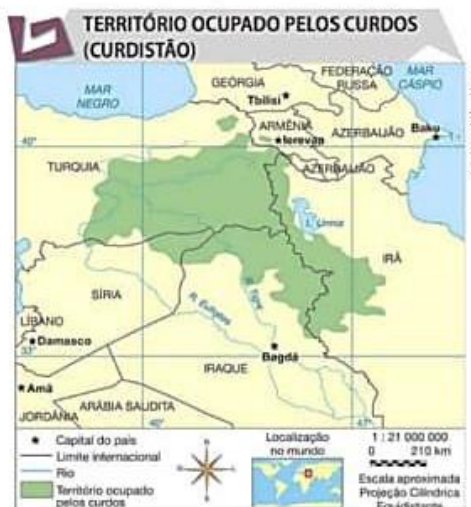 TERRITÓRIO OCUPADO PELOS CURDOS
(CURDISTÃO)
MAR
NEGRO
GEÓRGIA
Tbilisi
FEDERAÇÃO
RUSSA
MAR
CÁSPIO
ARMÊNIA
Ierevan
AZERBAIJÃO
Baku
40°
TURQUIA
AZERBAIJÃO
L. Urmia
IRÃ
SÍRIA
R. Eufrates
R. Tigre
LÍBANO
Damasco
33°
IRAQUE
Bagdá
Amã
JORDÂNIA
ARÁBIA SAUDITA
40°
47°
Capital do país
Limite internacional
Rio
Território ocupado
pelos curdos
Localização
no mundo
1 : 21 000 000
0 210 km
Escala aproximada
Projeção Cilíndrica
Equidistante